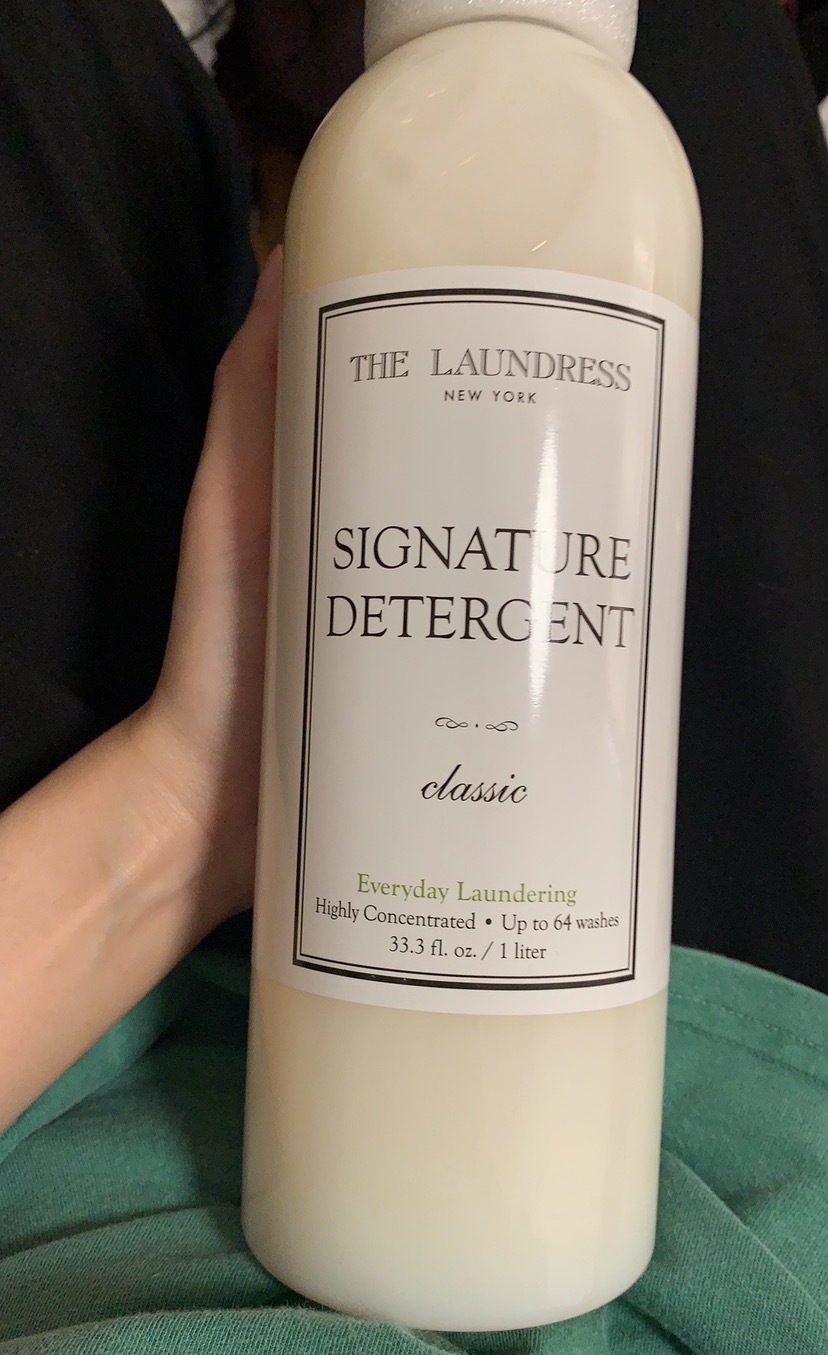 THE LAUNDRESS
NEW YORK
SIGNATURE
DETERGENT
classic
Everyday Laundering
Highly Concentrated • Up to 64 washes
33.3 fl. oz. / 1 liter